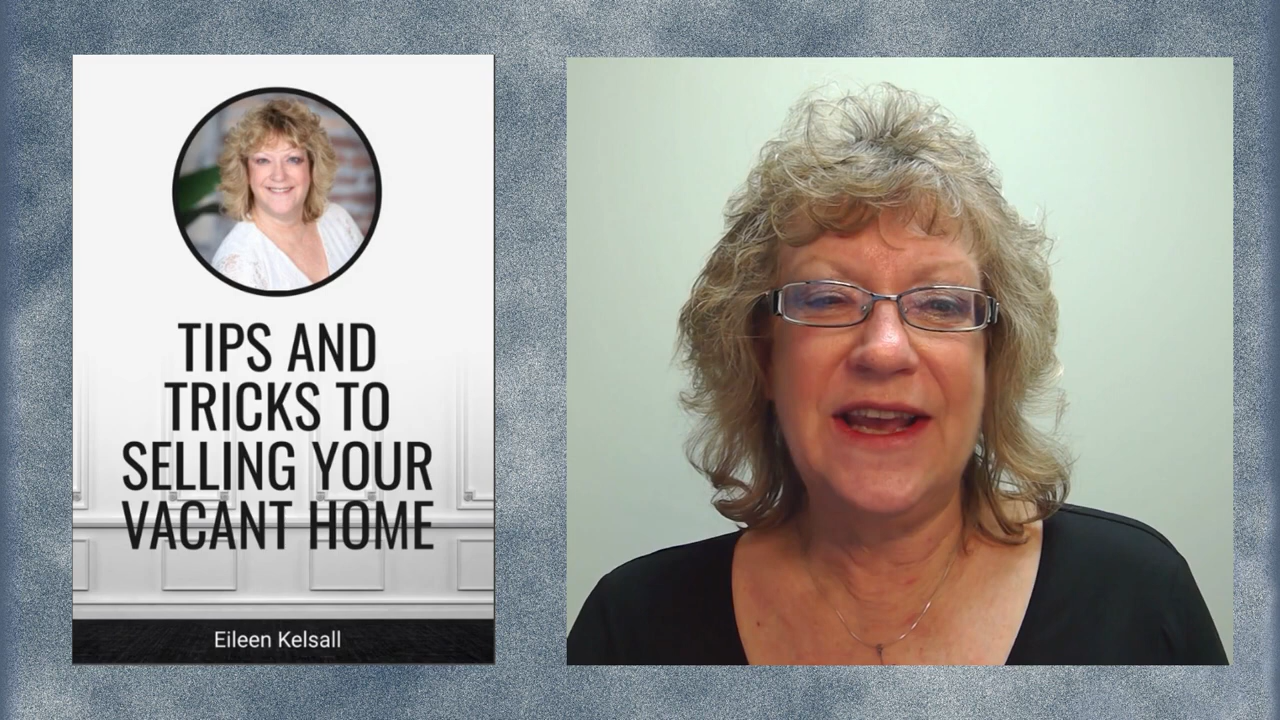 TIPS AND
TRICKS TO
SELLING YOUR
VACANT HOME
Eileen Kelsall